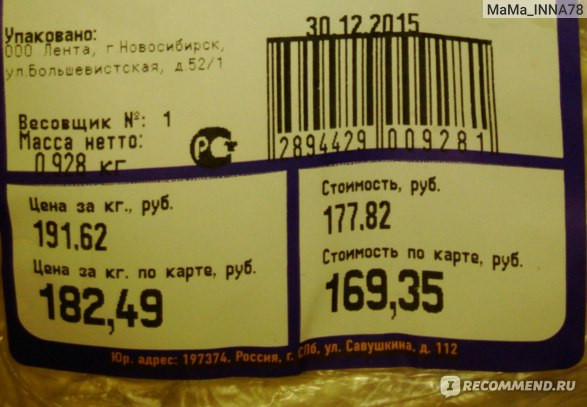 MaMa_INNA78
30.12.2015
Упаковано:
ООО Лента, г.Новосибирск,
ул.Большевистская, д.52/1
Весовщик №: 1
Масса нетто:
0.928 кг
РСТ
2894429 009281
Цена за кг., руб.
191.62
Цена за кг. по карте, руб.
182,49
Стоимость, руб.
177.82
Стоимость по карте, руб.
169,35
Юр. адрес: 197374, Россия, г. СПб, ул. Савушкина, д. 112
IRECOMMEND.RU